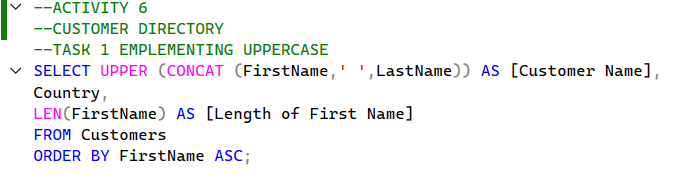 --ACTIVITY 6
--CUSTOMER DIRECTORY
--TASK 1 EMPLEMENTING UPPERCASE
SELECT UPPER (CONCAT (FirstName,' ',LastName)) AS [Customer Name],
Country,
LEN(FirstName) AS [Length of First Name]
FROM Customers
ORDER BY FirstName ASC;